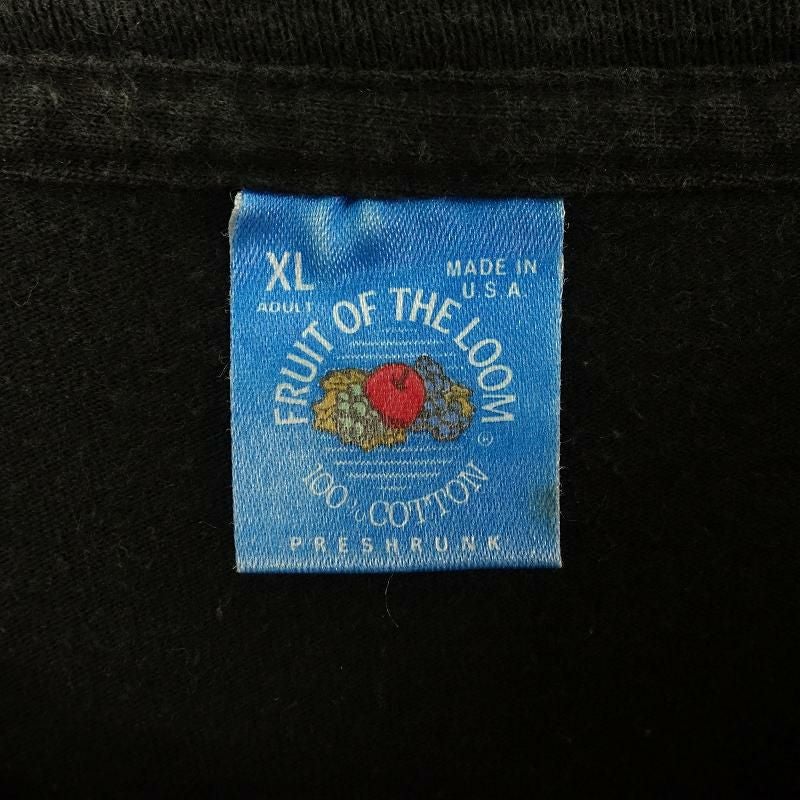 XL
ADULT
MADE IN
U.S.A.
FRUIT OF THE LOOM
®
100% COTTON
PRESHRUNK